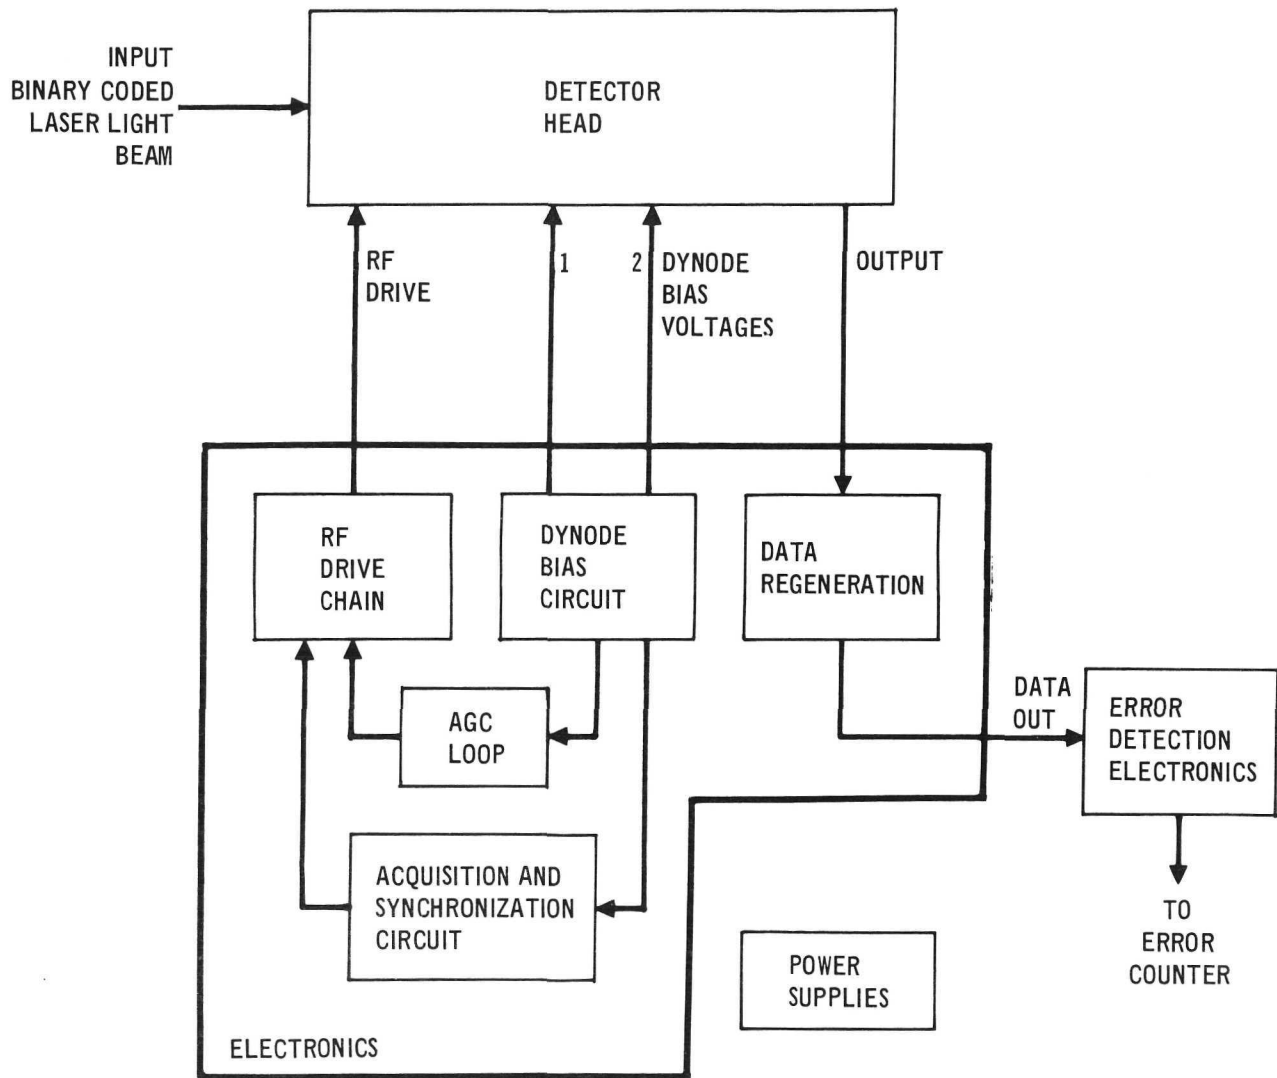 INPUT
BINARY CODED
LASER LIGHT
BEAM
DETECTOR
HEAD
RF
DRIVE
1
2
DYNODE
BIAS
VOLTAGES
OUTPUT
RF
DRIVE
CHAIN
DYNODE
BIAS
CIRCUIT
DATA
REGENERATION
AGC
LOOP
DATA
OUT
ERROR
DETECTION
ELECTRONICS
ACQUISITION AND
SYNCHRONIZATION
CIRCUIT
TO
ERROR
COUNTER
POWER
SUPPLIES
ELECTRONICS